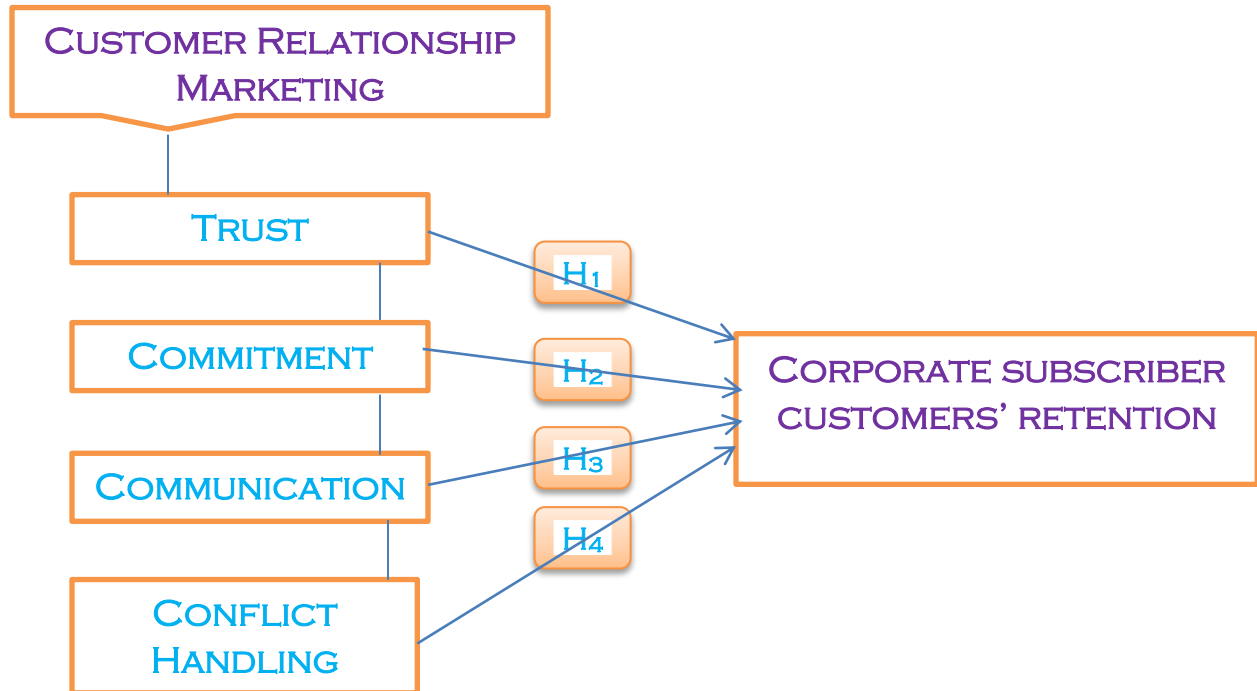 Customer Relationship
Marketing
Trust
H1
Commitment
H2
Corporate subscriber
customers’ retention
Communication
H3
H4
Conflict
Handling